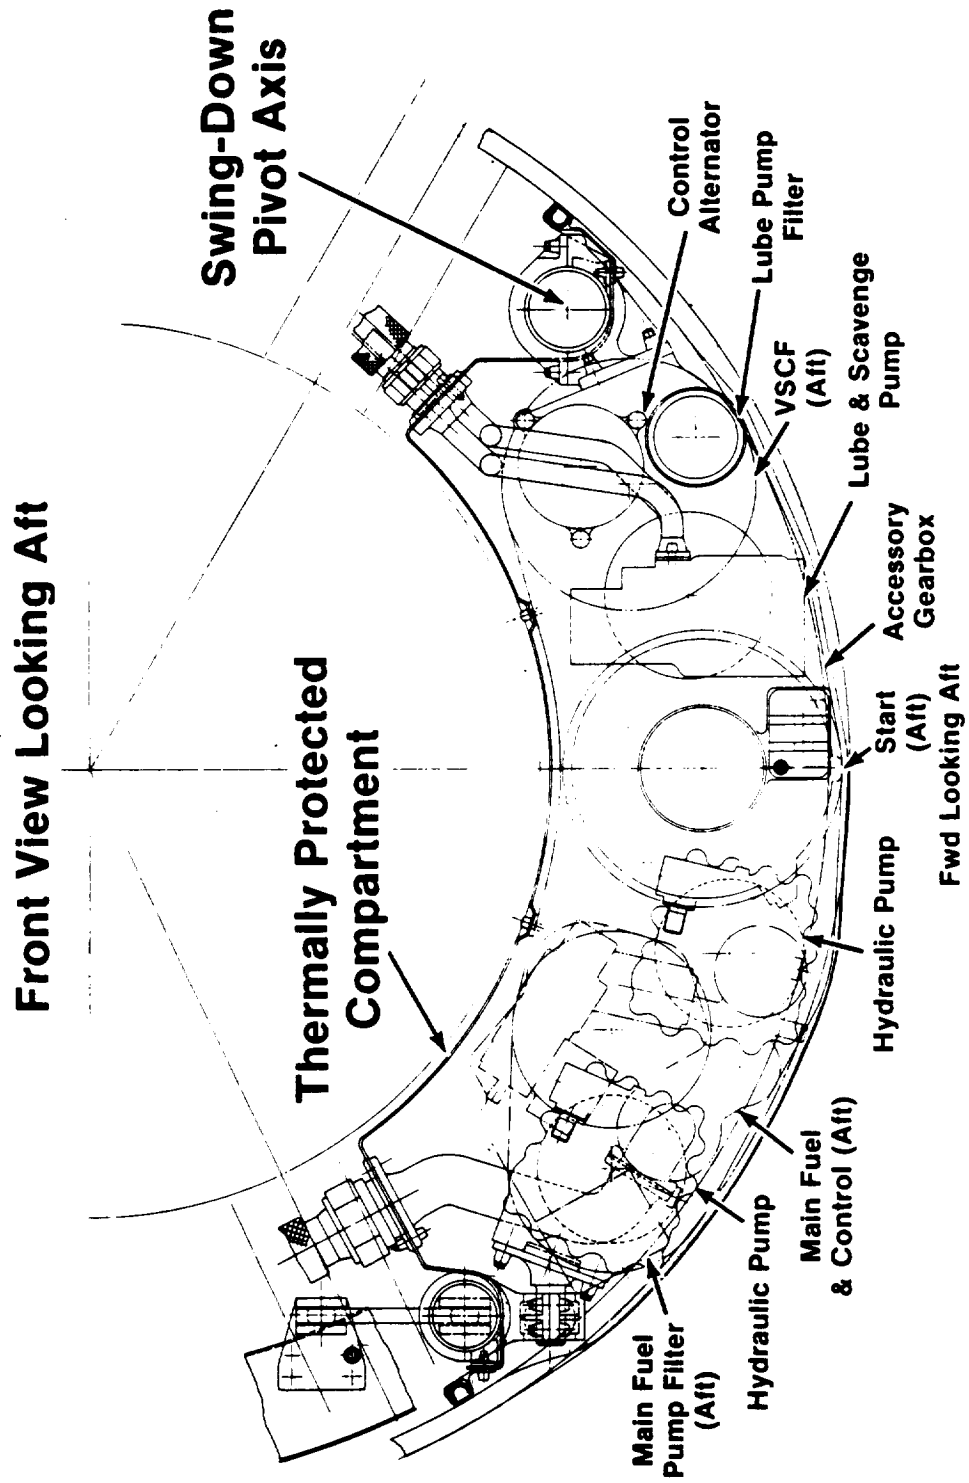 Front View Looking Aft
Swing-Down
Pivot Axis
Thermally Protected
Compartment
Control
Alternator
Lube Pump
Filter
VSCF
(Aft)
Lube & Scavenge
Pump
Accessory
Gearbox
Start
(Aft)
Fwd Looking Aft
Hydraulic Pump
Main Fuel
& Control (Aft)
Hydraulic Pump
Main Fuel
Pump Filter
(Aft)